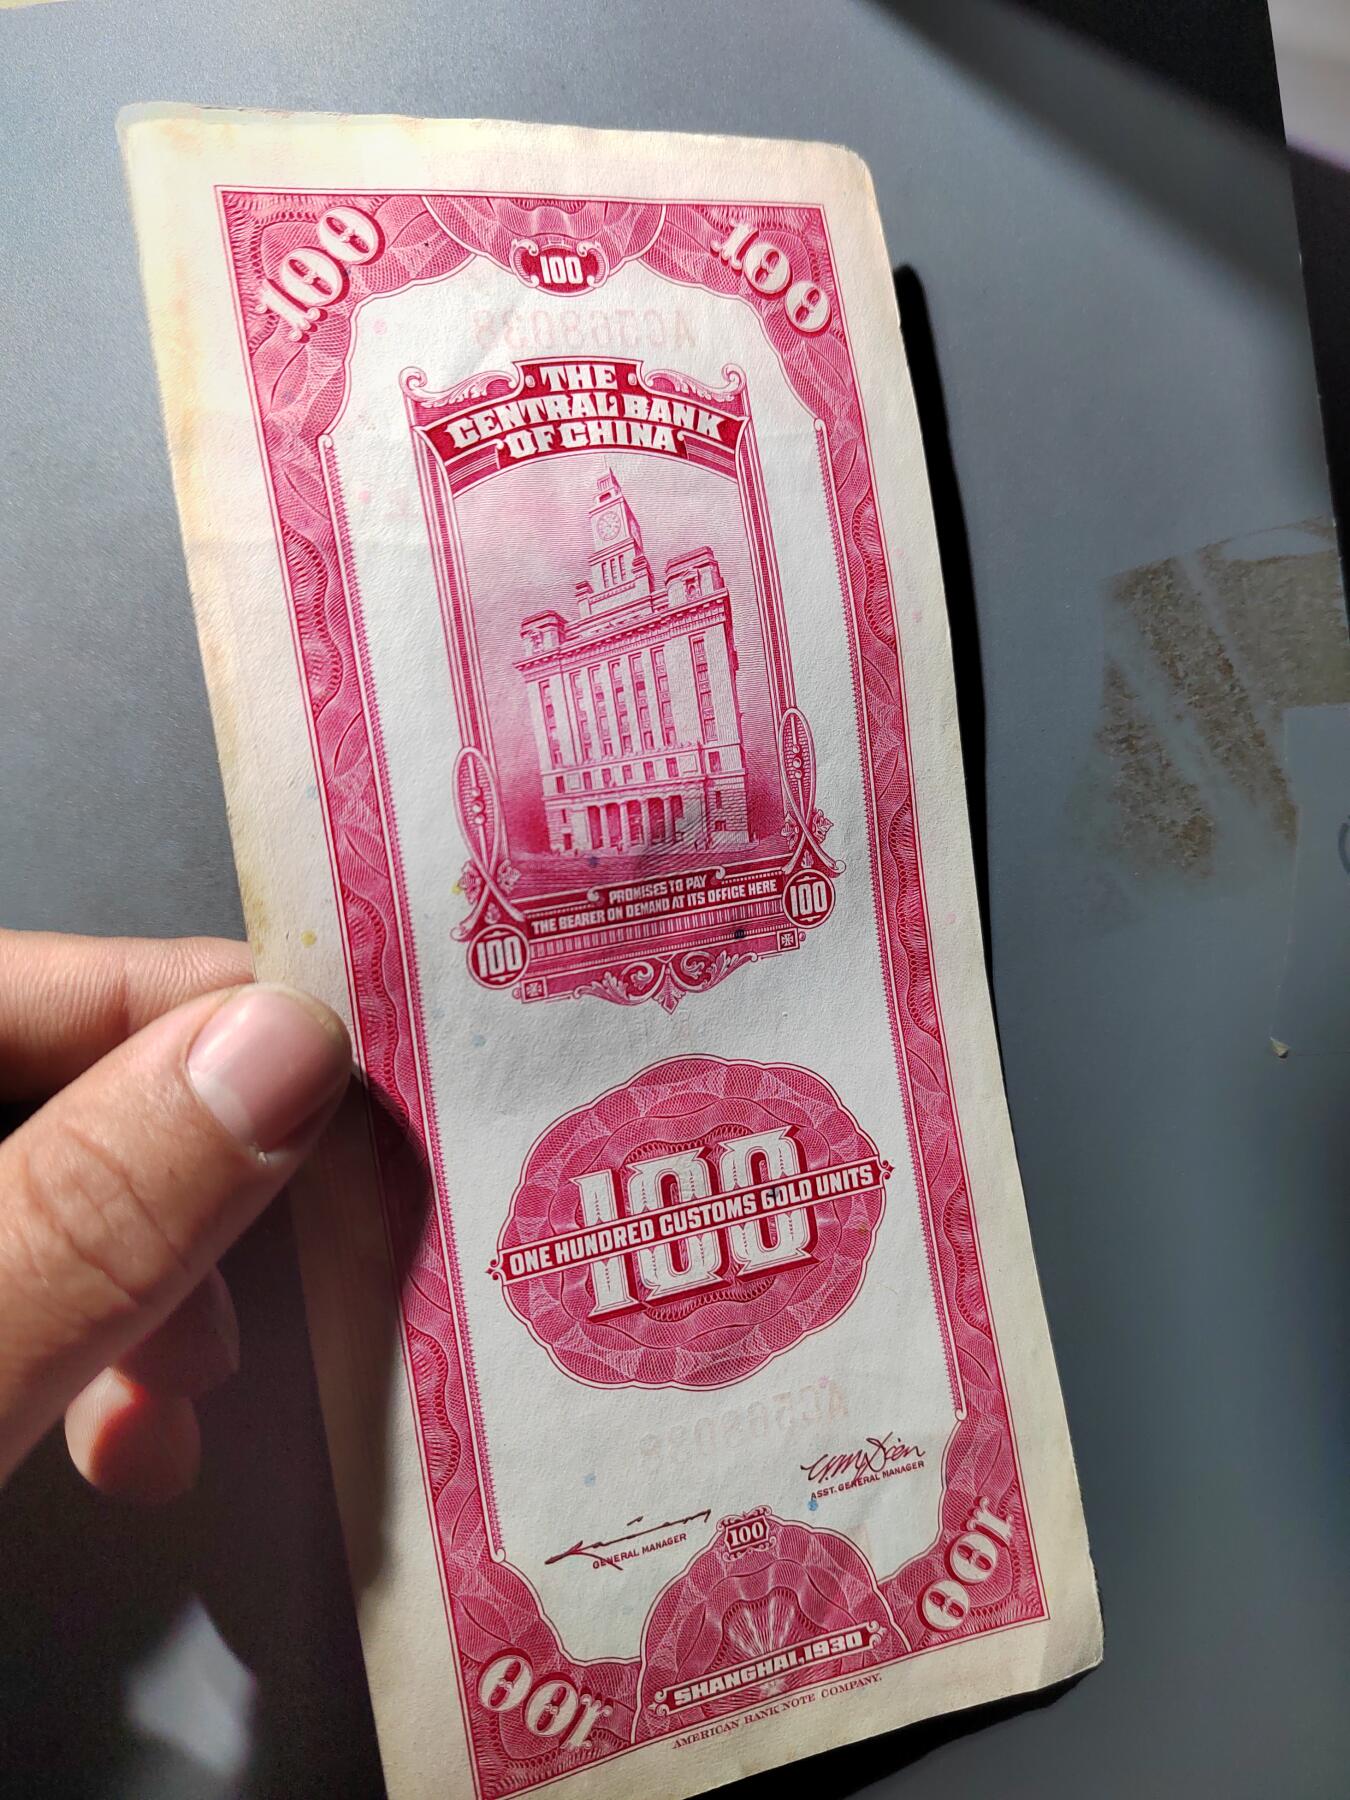 100
100
100
THE
CENTRAL BANK
OF CHINA
PROMISES TO PAY
THE BEARER ON DEMAND AT ITS OFFICE HERE
100
100
100
ONE HUNDRED CUSTOMS GOLD UNITS
ASST. GENERAL MANAGER
GENERAL MANAGER
100
100
100
SHANGHAI, 1930
AMERICAN BANK NOTE COMPANY.